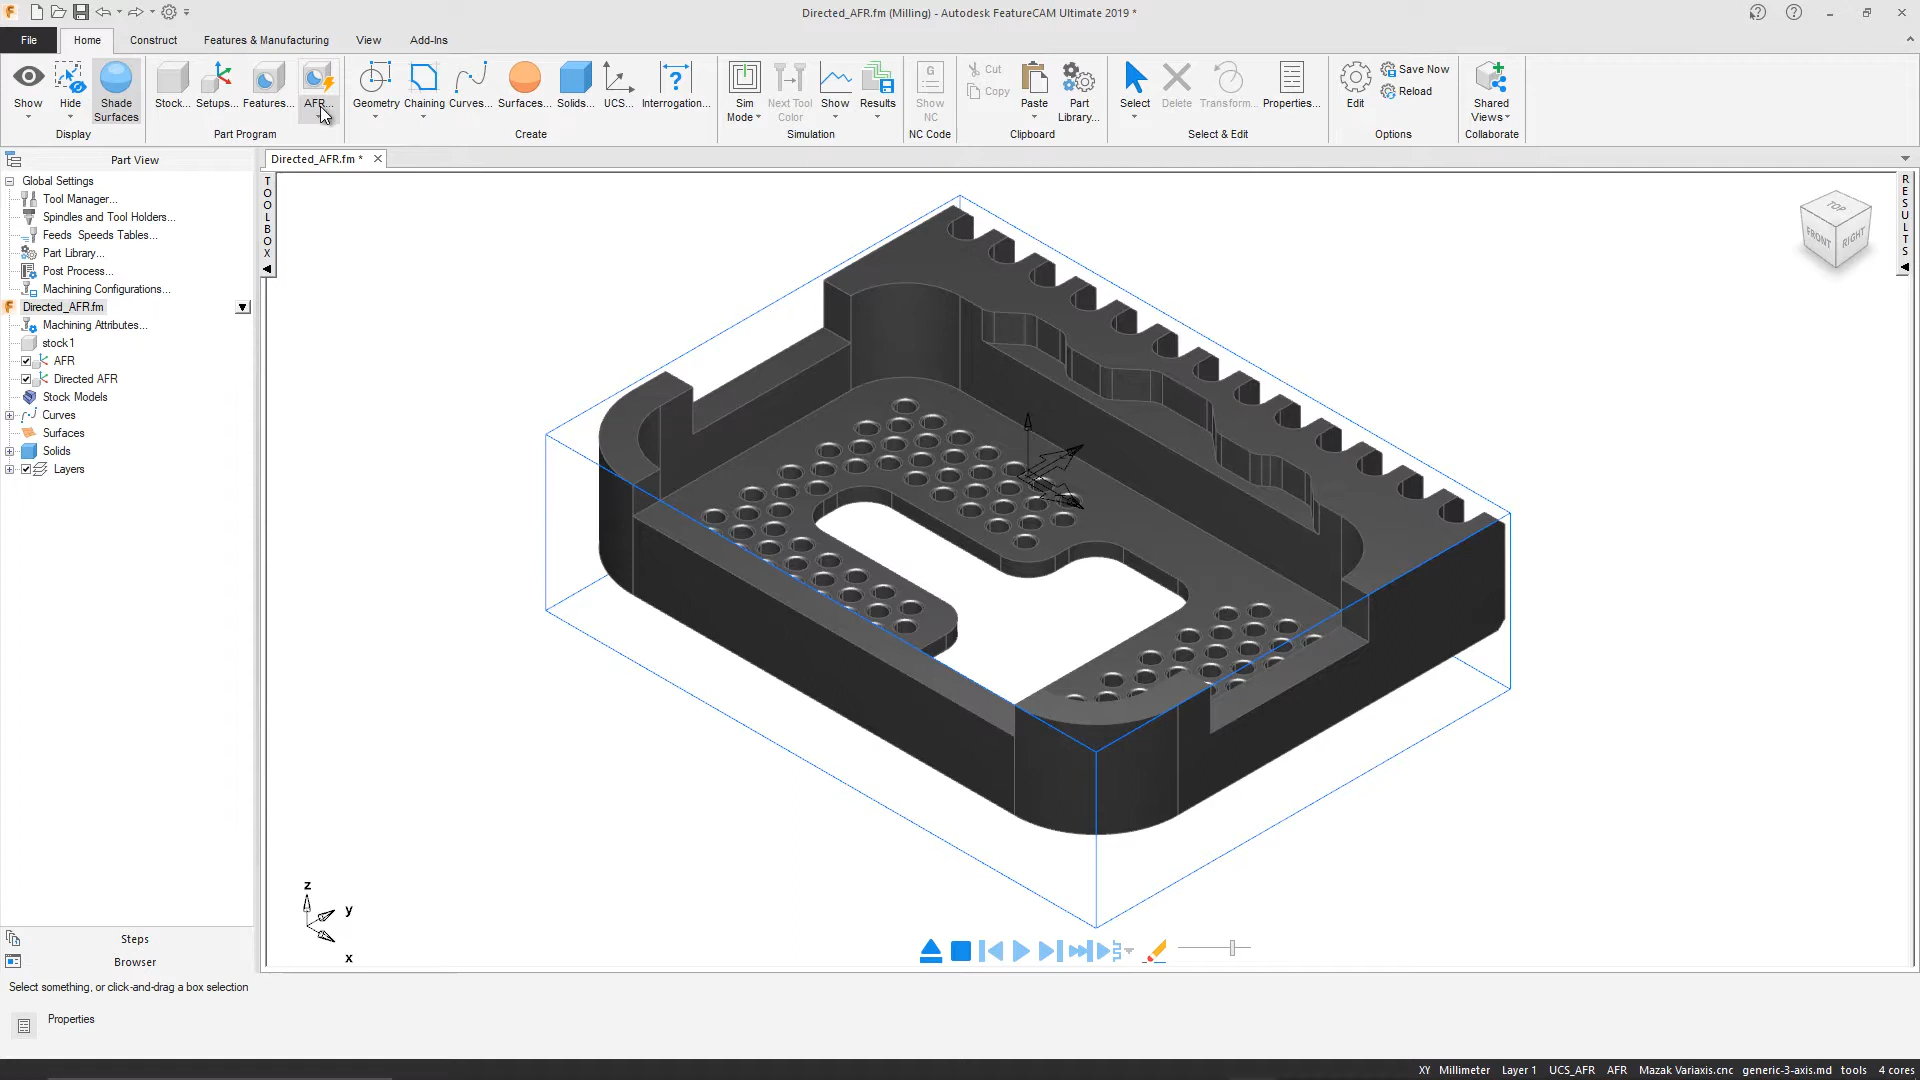 Directed_AFR.fm (Milling) - Autodesk FeatureCAM Ultimate 2019 *
File Home Construct Features & Manufacturing View Add-Ins
Show Hide Shade Surfaces Stock... Setups... Features... AFR... Geometry Chaining Curves... Surfaces... Solids... UCS... Interrogation... Sim Mode Next Tool Color Show Results Show NC Cut Copy Paste Part Library... Select Delete Transform... Properties... Edit Save Now Reload Shared Views
Display Part Program Create Simulation NC Code Clipboard Select & Edit Options Collaborate
Part View
Directed_AFR.fm *
Global Settings
Tool Manager...
Spindles and Tool Holders...
Feeds Speeds Tables...
Part Library...
Post Process...
Machining Configurations...
Directed_AFR.fm
Machining Attributes...
stock1
AFR
Directed AFR
Stock Models
Curves
Surfaces
Solids
Layers
TOOLBOX
RESULTS
TOP
FRONT RIGHT
z
y
x
Steps
Browser
Select something, or click-and-drag a box selection
Properties
XY Millimeter Layer 1 UCS_AFR AFR Mazak Variaxis.cnc generic-3-axis.md tools 4 cores